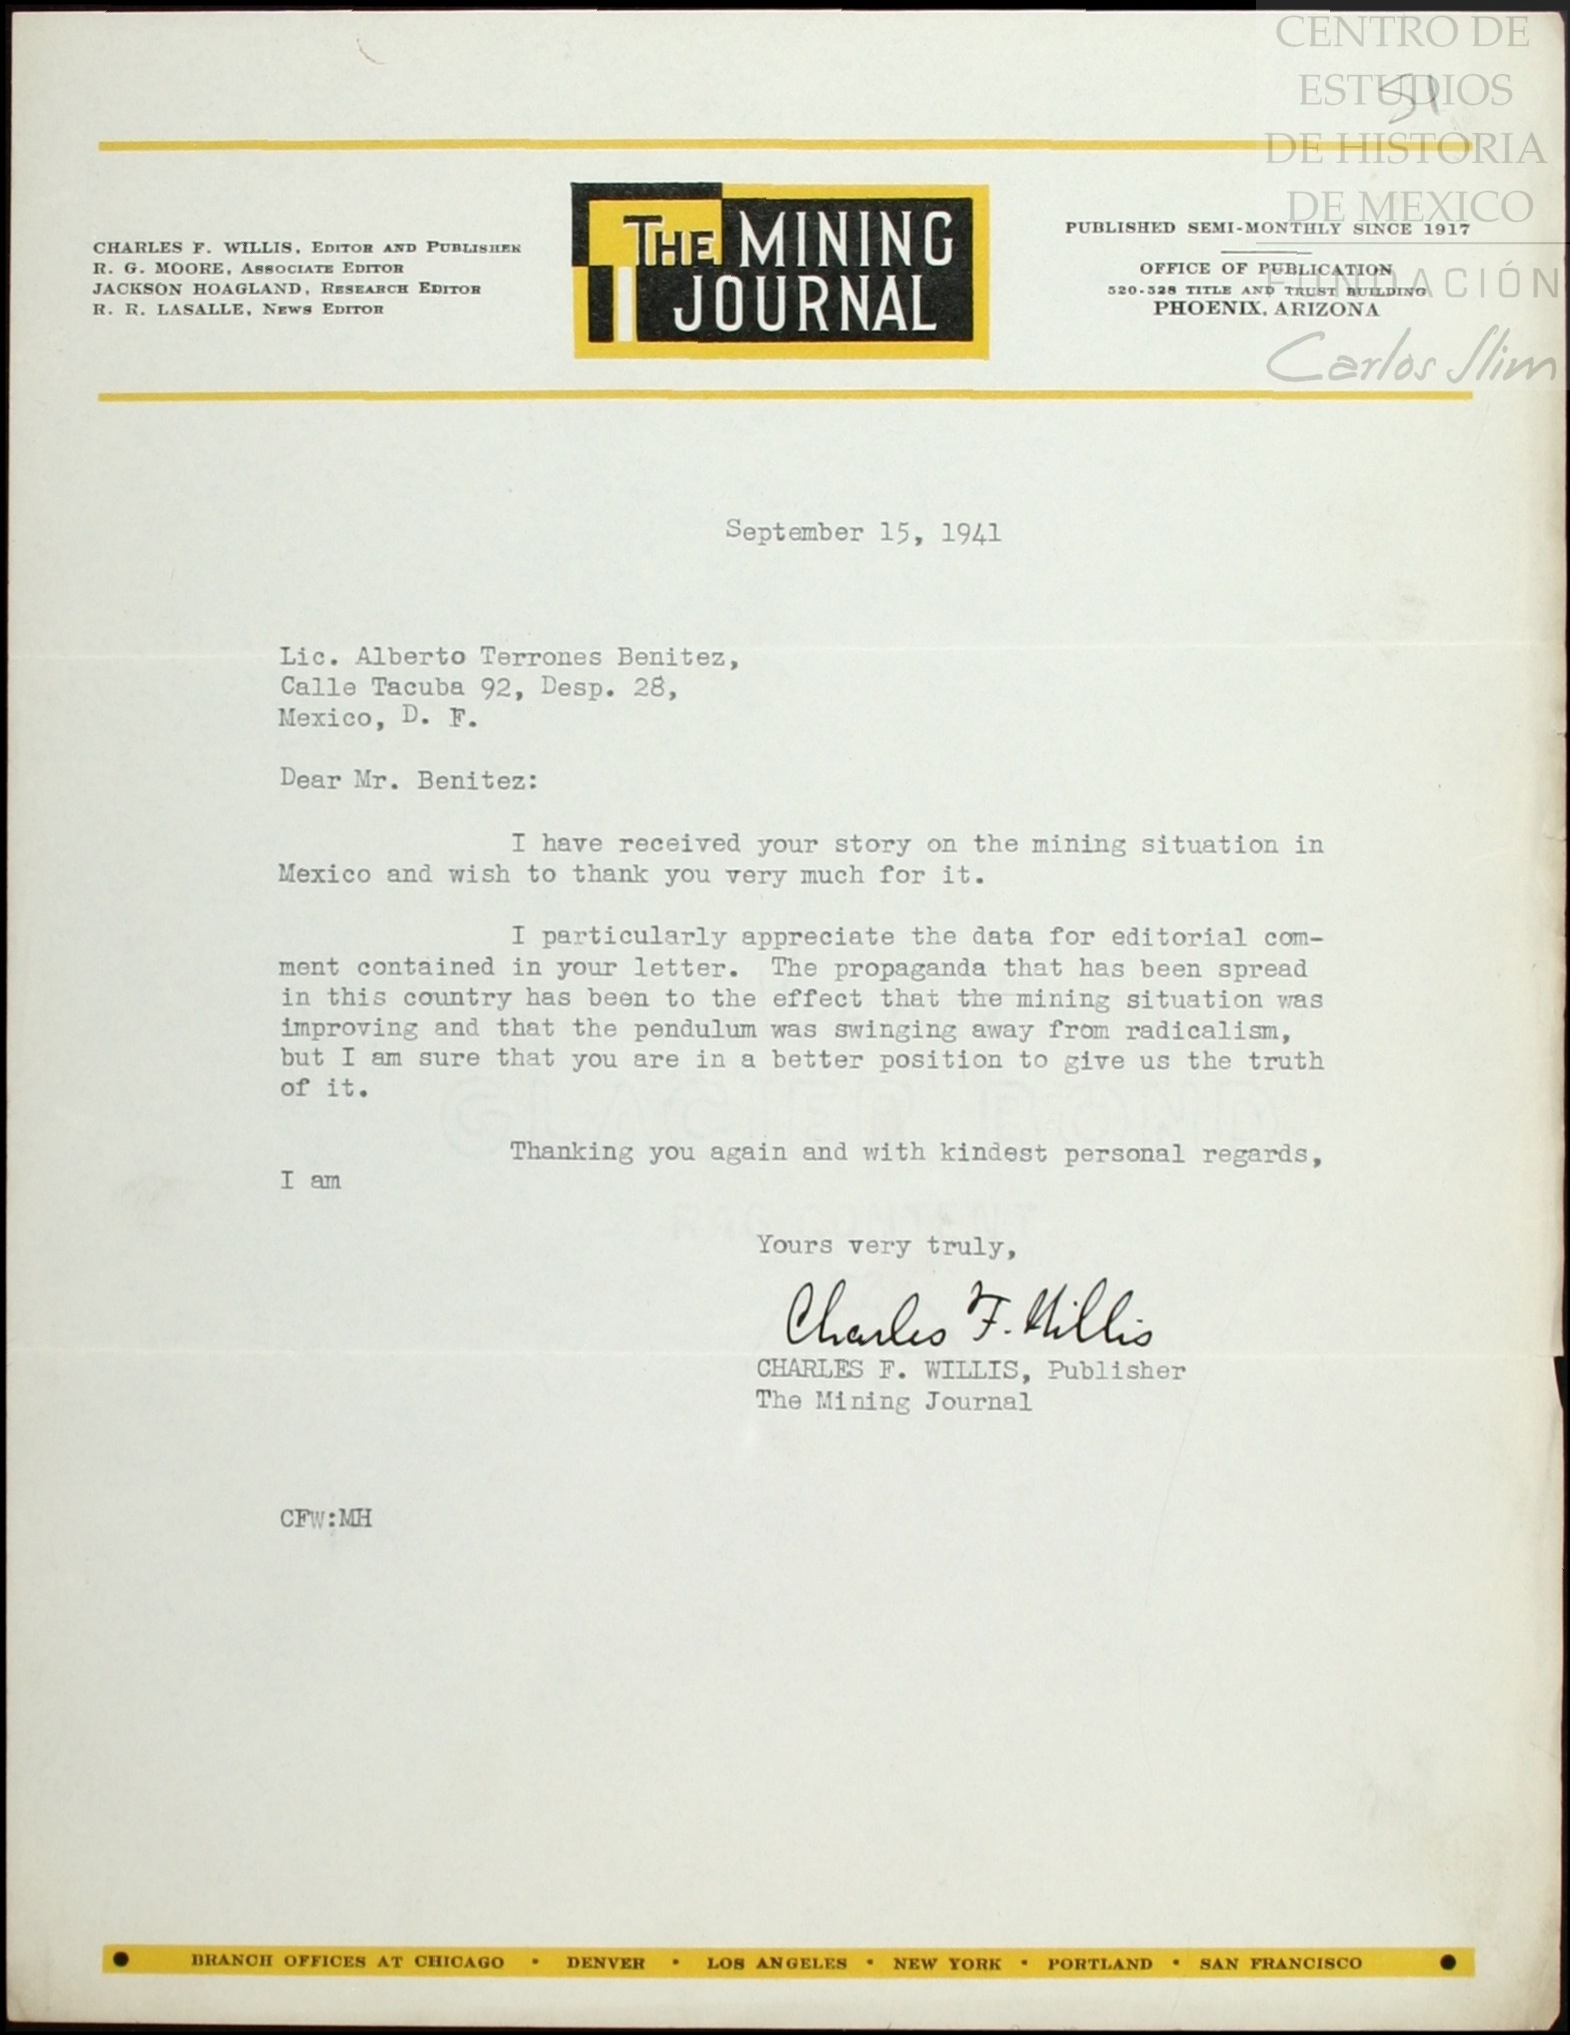 CENTRO DE
ESTUDIOS
DE HISTORIA
DE MEXICO
FUNDACIÓN
Carlos Slim
51
CHARLES F. WILLIS, EDITOR AND PUBLISHER
R. G. MOORE, ASSOCIATE EDITOR
JACKSON HOAGLAND, RESEARCH EDITOR
R. R. LASALLE, NEWS EDITOR
THE MINING
JOURNAL
PUBLISHED SEMI-MONTHLY SINCE 1917
OFFICE OF PUBLICATION
520-528 TITLE AND TRUST BUILDING
PHOENIX, ARIZONA
September 15, 1941
Lic. Alberto Terrones Benitez,
Calle Tacuba 92, Desp. 28,
Mexico, D. F.
Dear Mr. Benitez:
I have received your story on the mining situation in
Mexico and wish to thank you very much for it.
I particularly appreciate the data for editorial com-
ment contained in your letter. The propaganda that has been spread
in this country has been to the effect that the mining situation was
improving and that the pendulum was swinging away from radicalism,
but I am sure that you are in a better position to give us the truth
of it.
Thanking you again and with kindest personal regards,
I am
Yours very truly,
Charles F. Willis
CHARLES F. WILLIS, Publisher
The Mining Journal
CFW:MH
BRANCH OFFICES AT CHICAGO • DENVER • LOS ANGELES • NEW YORK • PORTLAND • SAN FRANCISCO